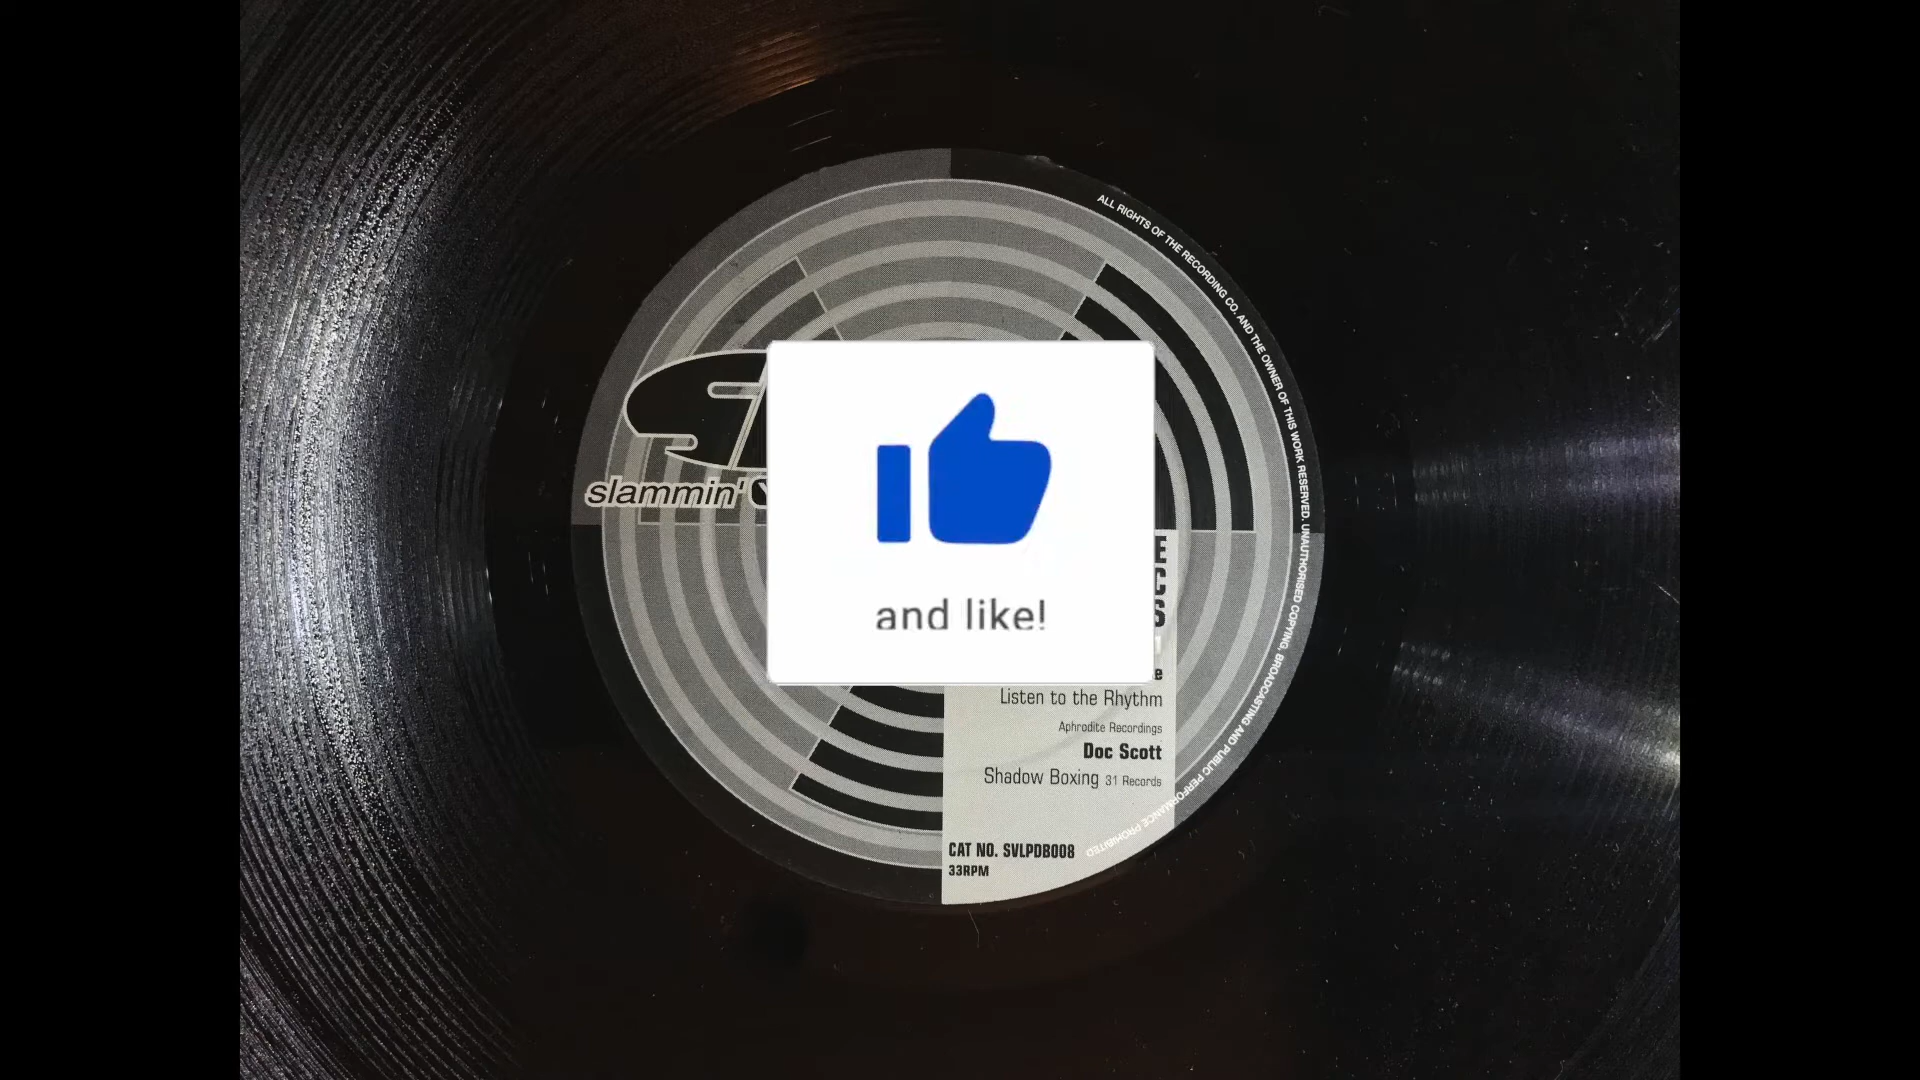 ALL RIGHTS OF THE RECORDING CO. AND THE OWNER OF THIS WORK RESERVED. UNAUTHORISED COPYING, BROADCASTING AND PUBLIC PERFORMANCE PROHIBITED
slammin'
and like!
Listen to the Rhythm
Aphrodite Recordings
Doc Scott
Shadow Boxing 31 Records
CAT NO. SVLPDB008
33RPM